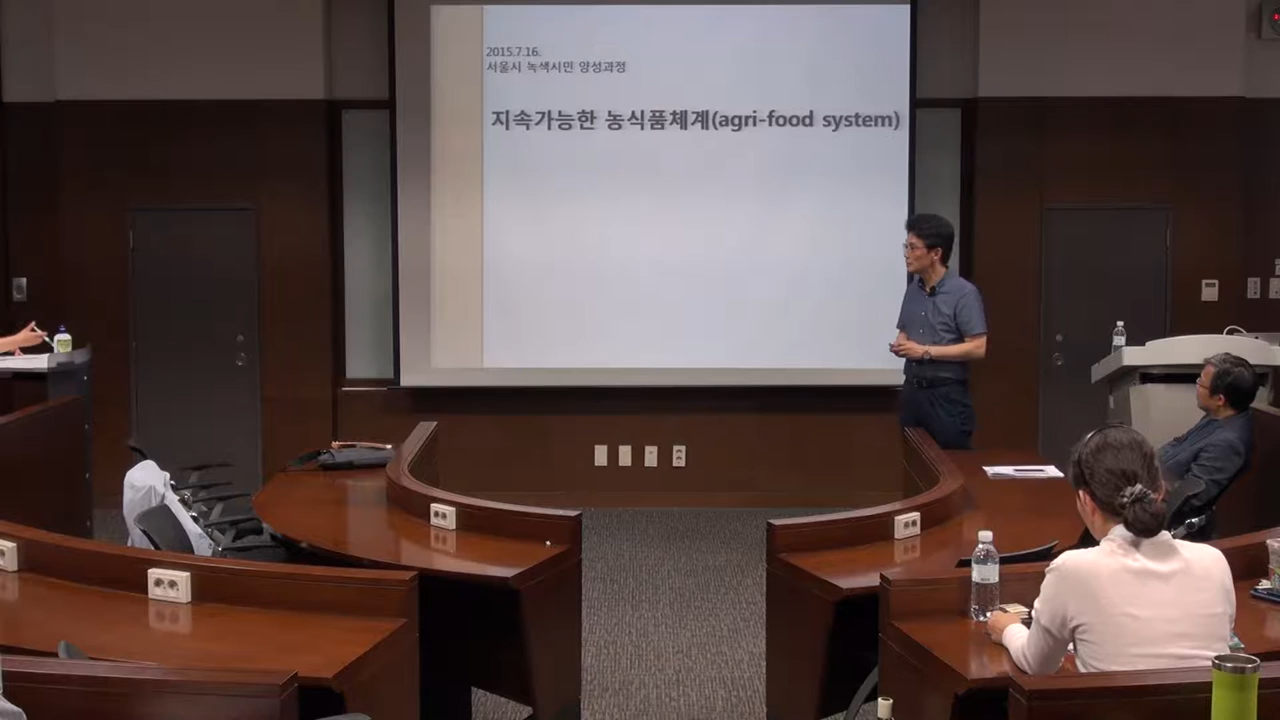 2015.7.16.
서울시 녹색시민 양성과정
지속가능한 농식품체계(agri-food system)